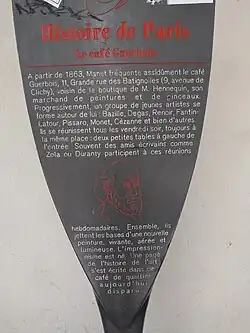 Histoire de Paris
Le café Guerbois
A partir de 1863, Manet fréquente assidûment le café
Guerbois, 11, Grande rue des Batignolles (9, avenue de
Clichy), voisin de la boutique de M. Hennequin, son
marchand de peintures et de pinceaux.
Progressivement, un groupe de jeunes artistes se
forme autour de lui : Bazille, Degas, Renoir, Fantin-
Latour, Pissaro, Monet, Cézanne et bien d'autres.
Ils se réunissent tous les vendredi soir, toujours à
la même place : deux petites tables à gauche de
l'entrée. Souvent des amis écrivains comme
Zola ou Duranty participent à ces réunions
hebdomadaires. Ensemble, ils
jettent les bases d'une nouvelle
peinture, vivante, aérée et
lumineuse. L'impression-
nisme est né. Une page
de l'histoire de l'art
s'est écrite dans ce
café de quartier
aujourd'hui
disparu.